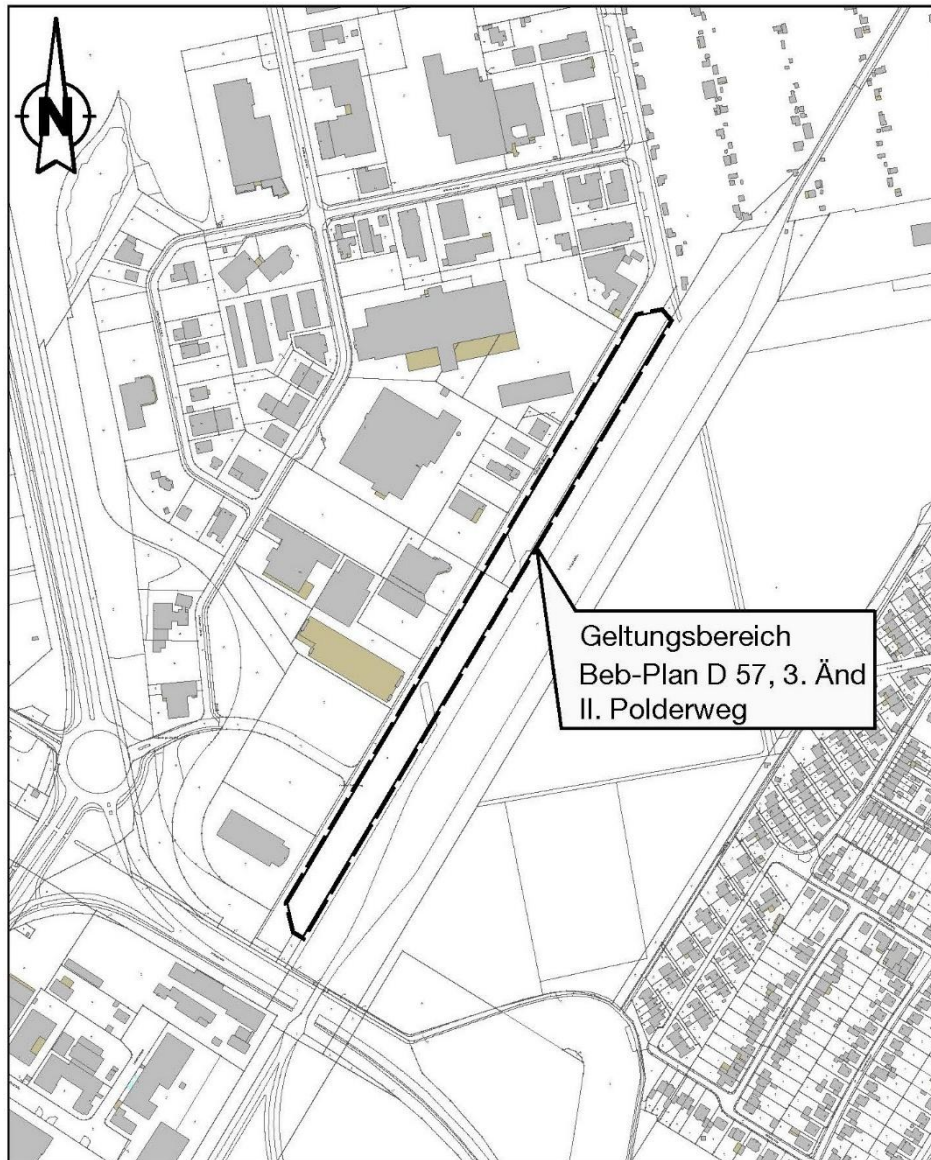 N
Geltungsbereich
Beb-Plan D 57, 3. Änd
II. Polderweg